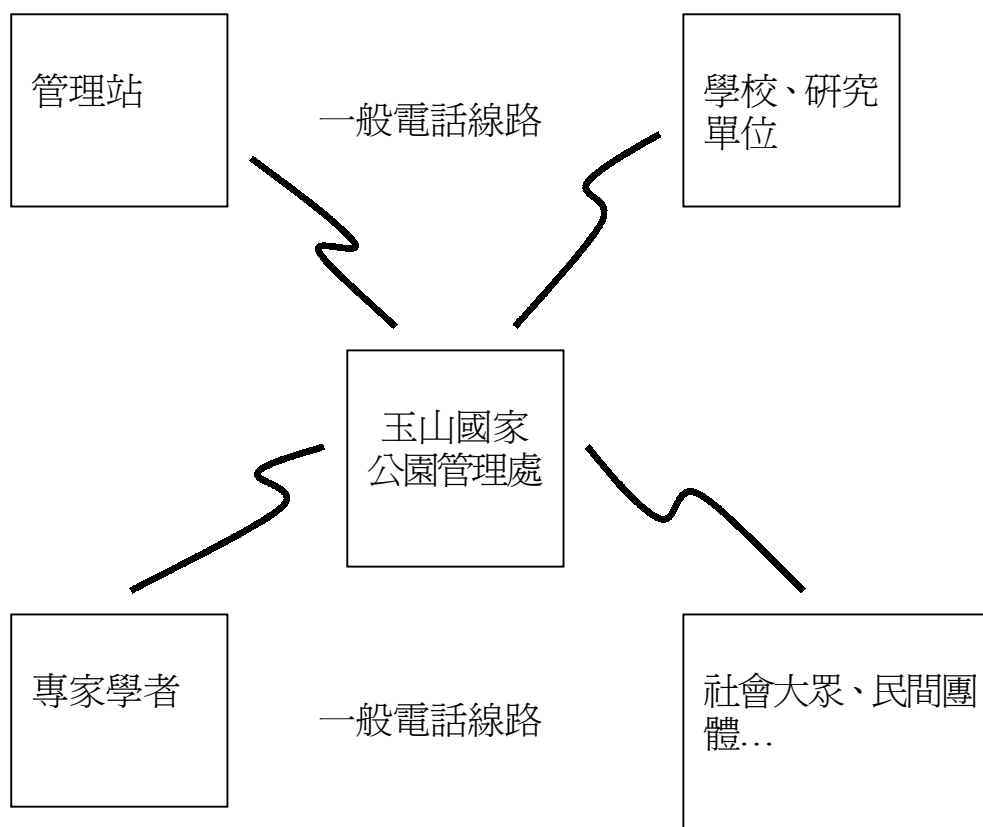 管理站
一般電話線路
學校、研究
單位
玉山國家
公園管理處
專家學者
一般電話線路
社會大眾、民間團
體…